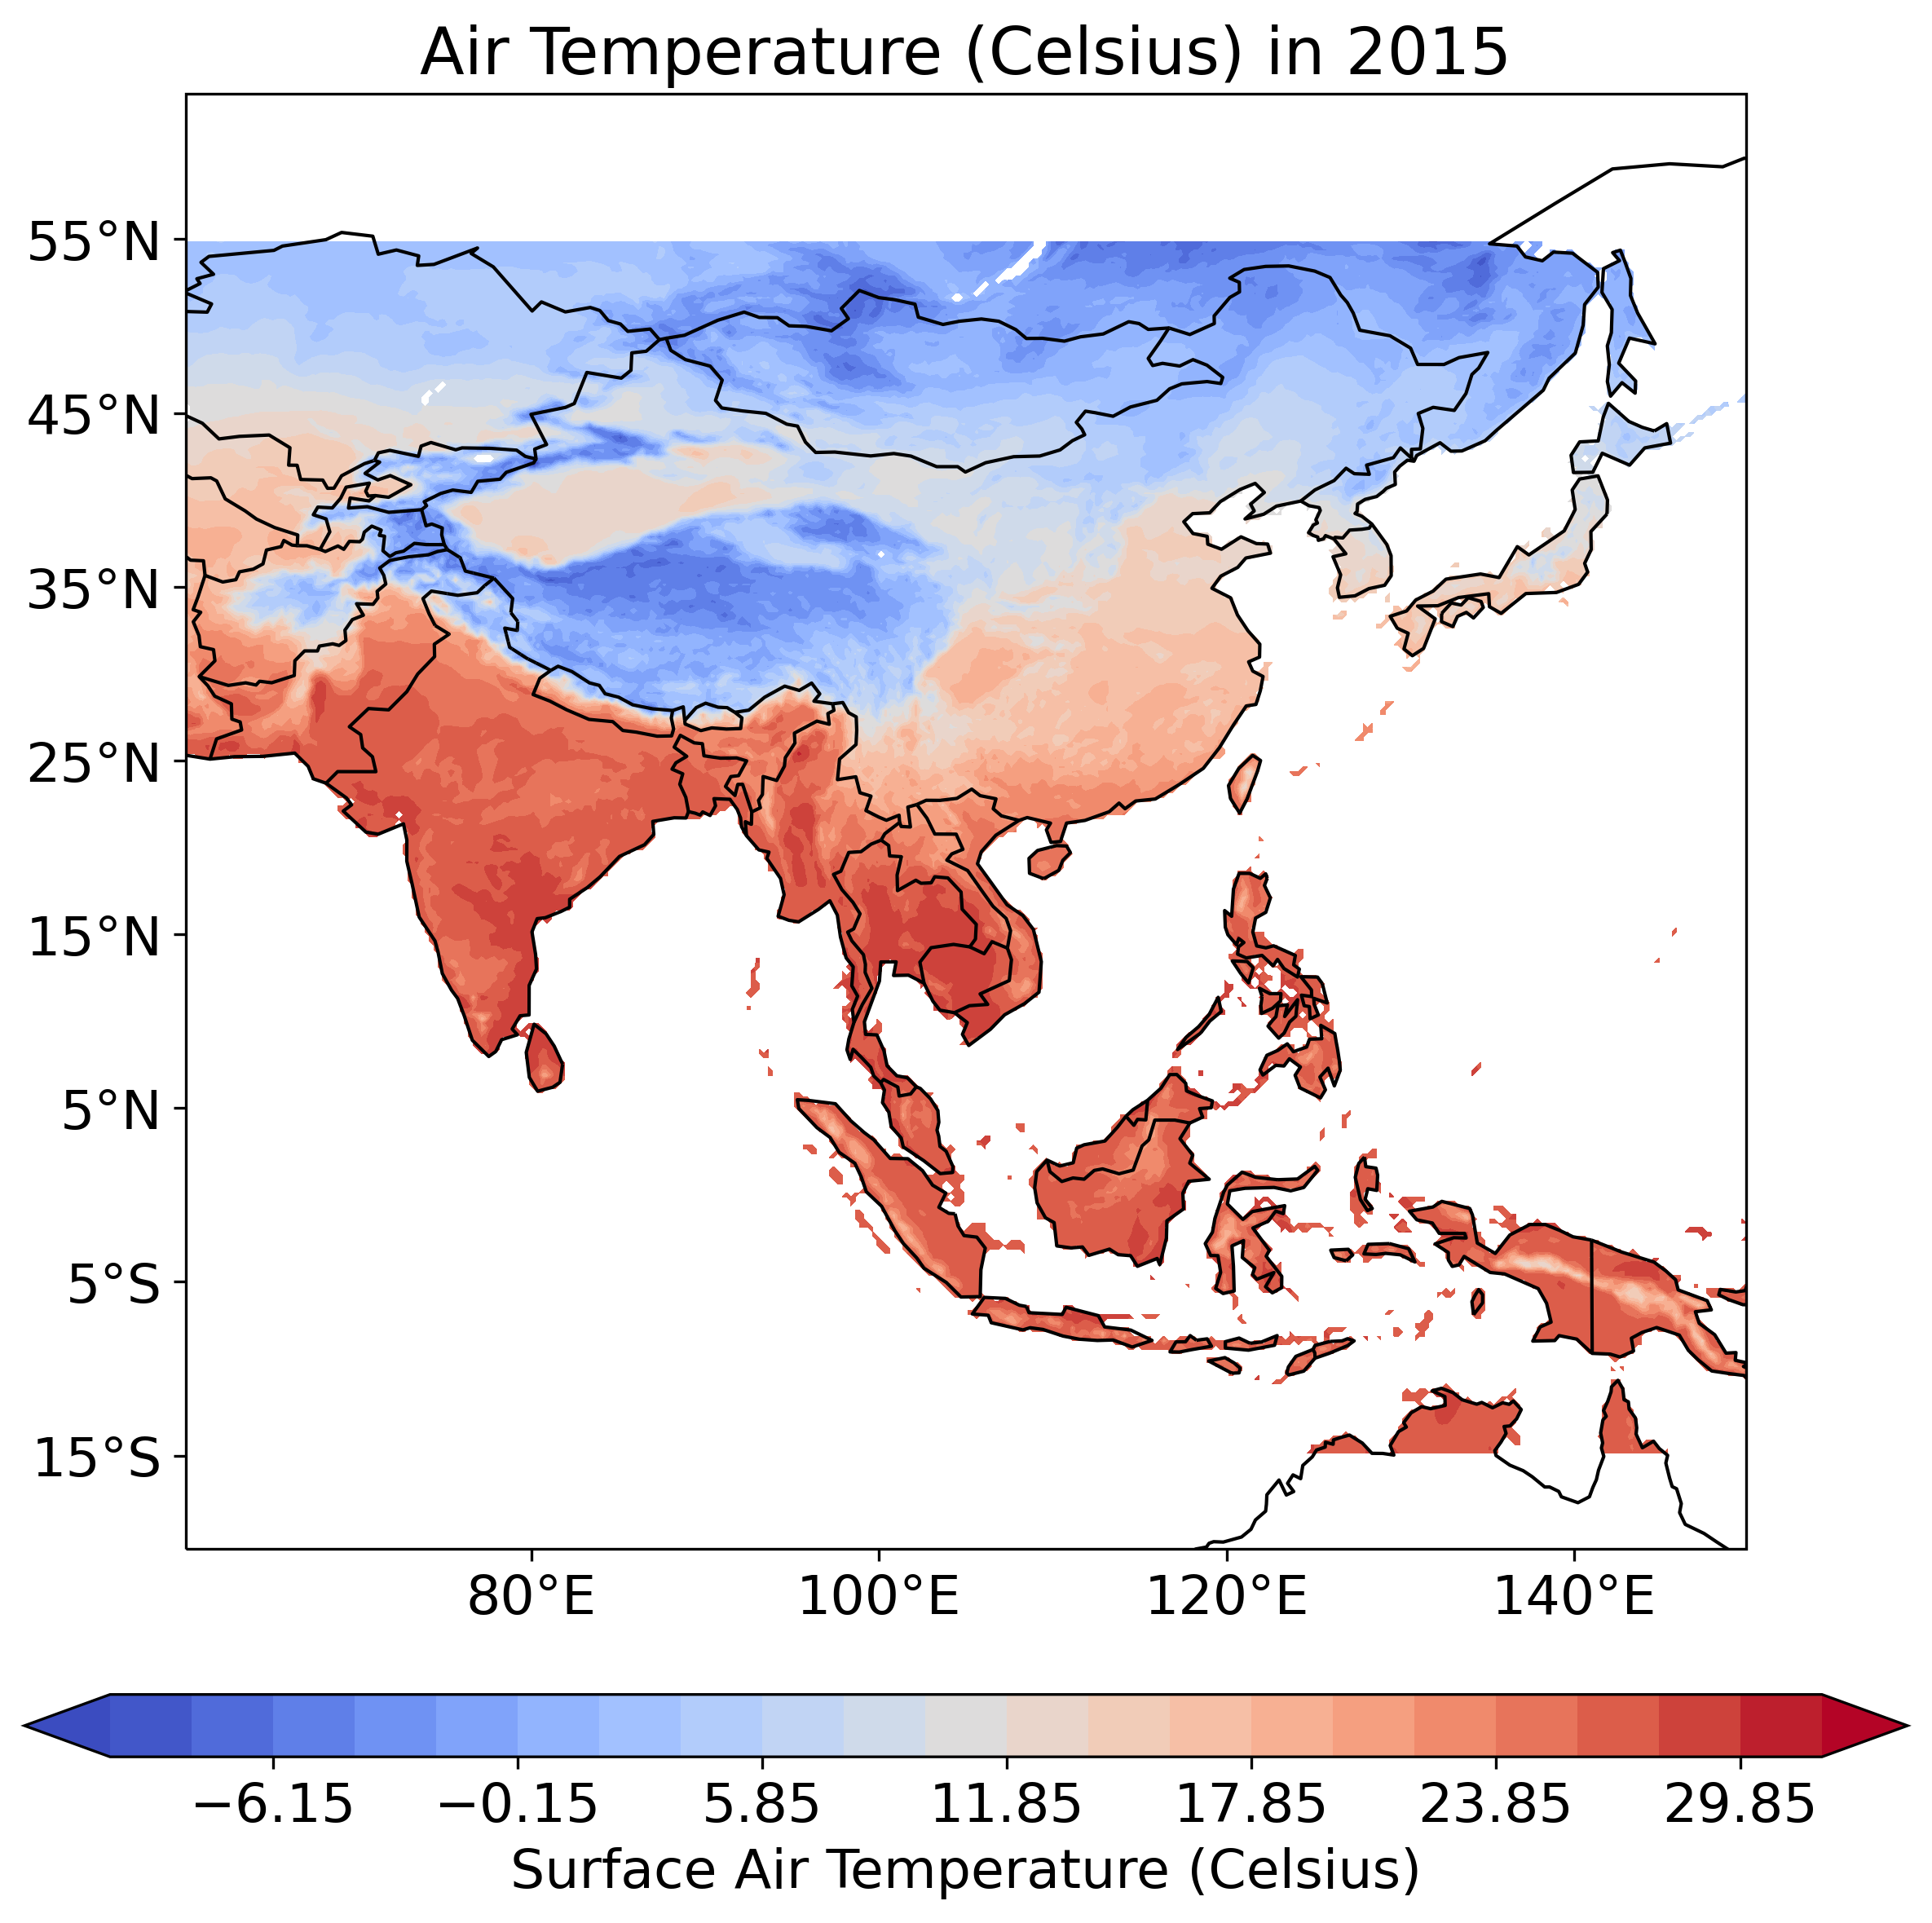 Air Temperature (Celsius) in 2015
55°N
45°N
35°N
25°N
15°N
5°N
5°S
15°S
80°E 100°E 120°E 140°E
−6.15 −0.15 5.85 11.85 17.85 23.85 29.85
Surface Air Temperature (Celsius)